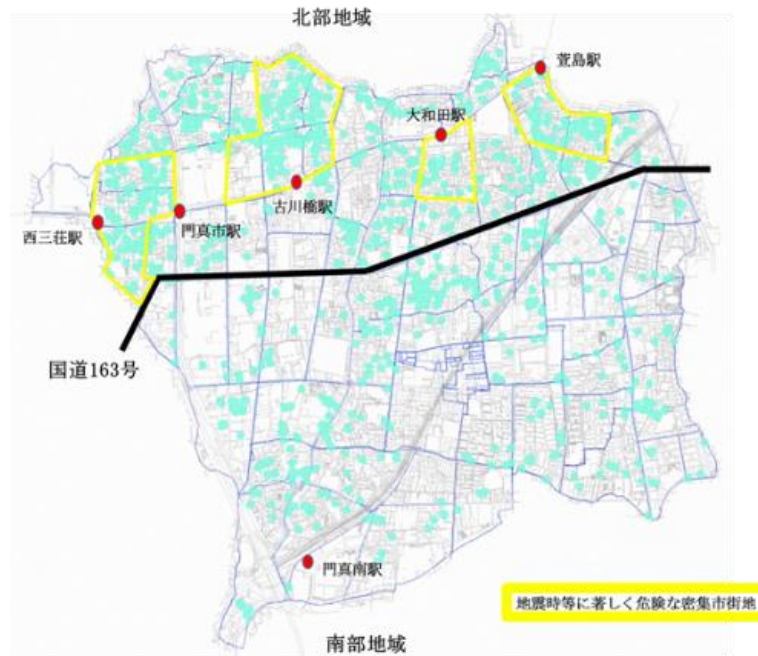 北部地域
萱島駅
大和田駅
古川橋駅
門真市駅
西三荘駅
国道163号
門真南駅
地震時等に著しく危険な密集市街地
南部地域